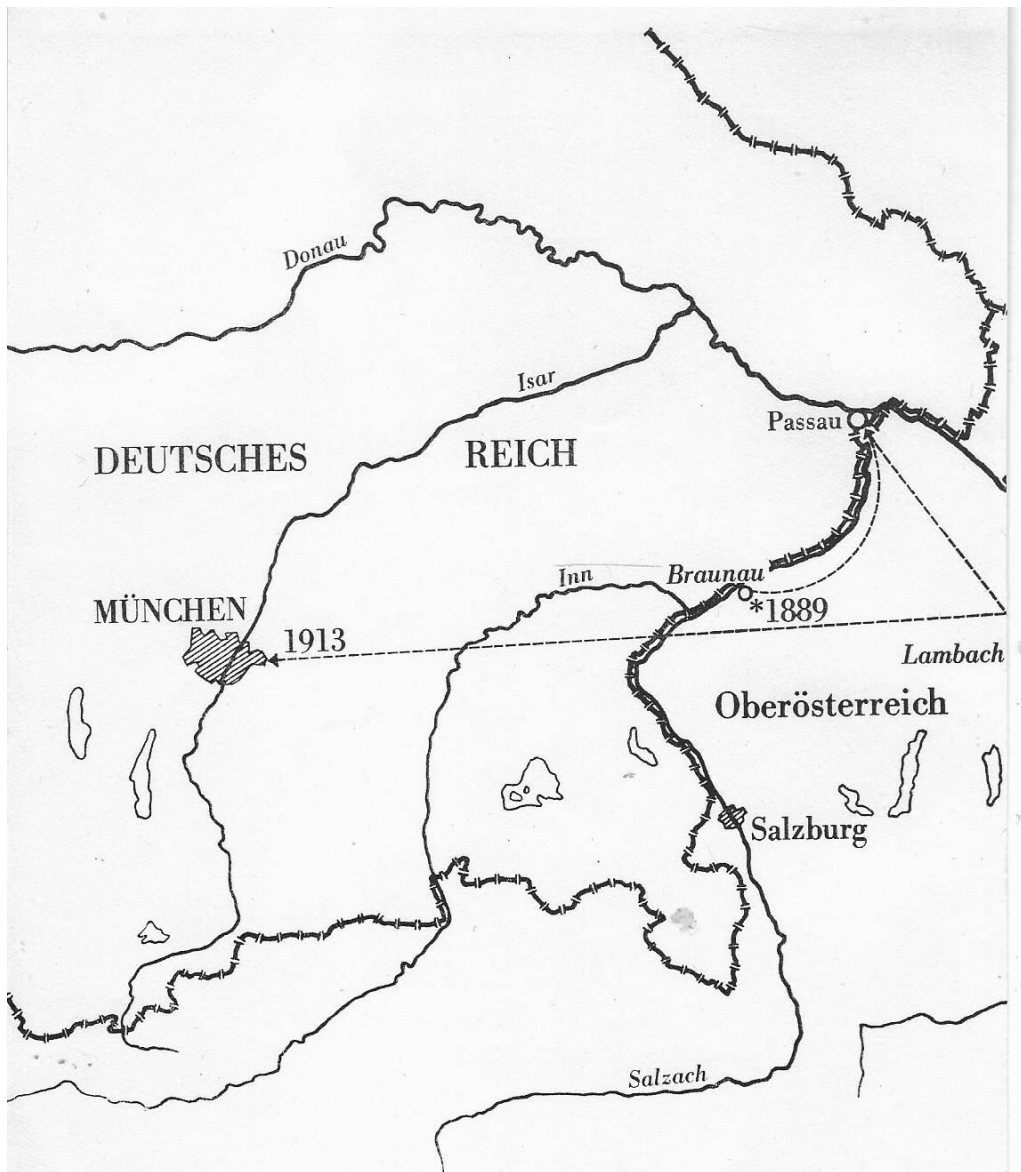 Donau
Isar
Passau
DEUTSCHES REICH
Inn
Braunau
*1889
MÜNCHEN
1913
Lambach
Oberösterreich
Salzburg
Salzach